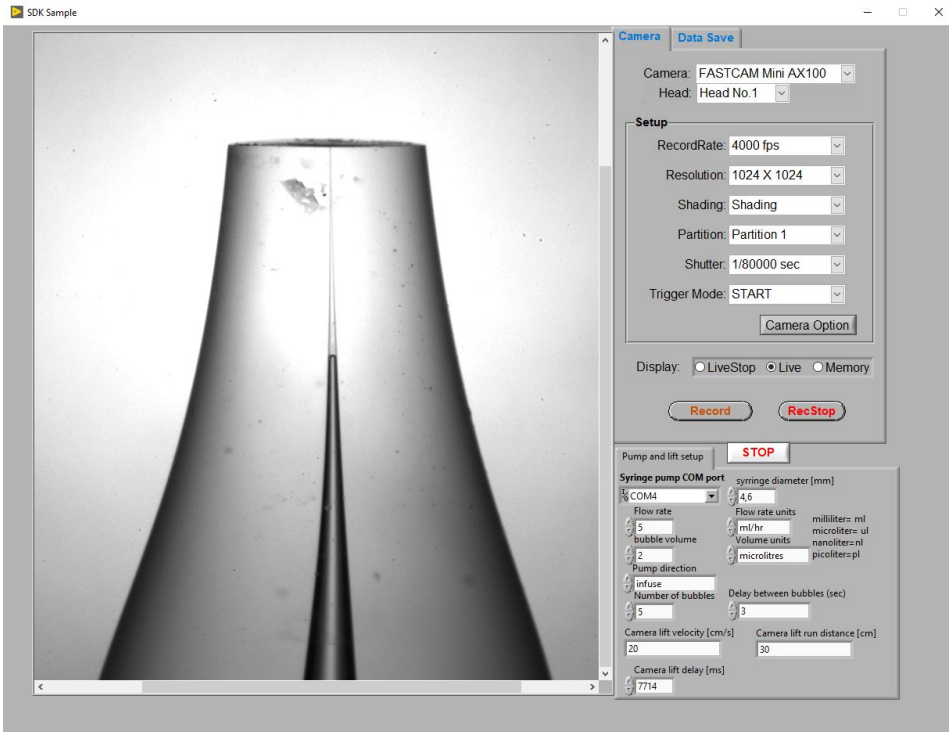 SDK Sample
Camera Data Save
Camera: FASTCAM Mini AX100
Head: Head No.1
Setup
RecordRate: 4000 fps
Resolution: 1024 X 1024
Shading: Shading
Partition: Partition 1
Shutter: 1/80000 sec
Trigger Mode: START
Camera Option
Display: LiveStop Live Memory
Record RecStop
Pump and lift setup STOP
Syringe pump COM port syrringe diameter [mm]
COM4 4,6
Flow rate Flow rate units
5 ml/hr
milliliter= ml
microliter= ul
nanoliter=nl
picoliter=pl
bubble volume Volume units
2 microlitres
Pump direction
infuse
Number of bubbles Delay between bubbles (sec)
5 3
Camera lift velocity [cm/s] Camera lift run distance [cm]
20 30
Camera lift delay [ms]
7714